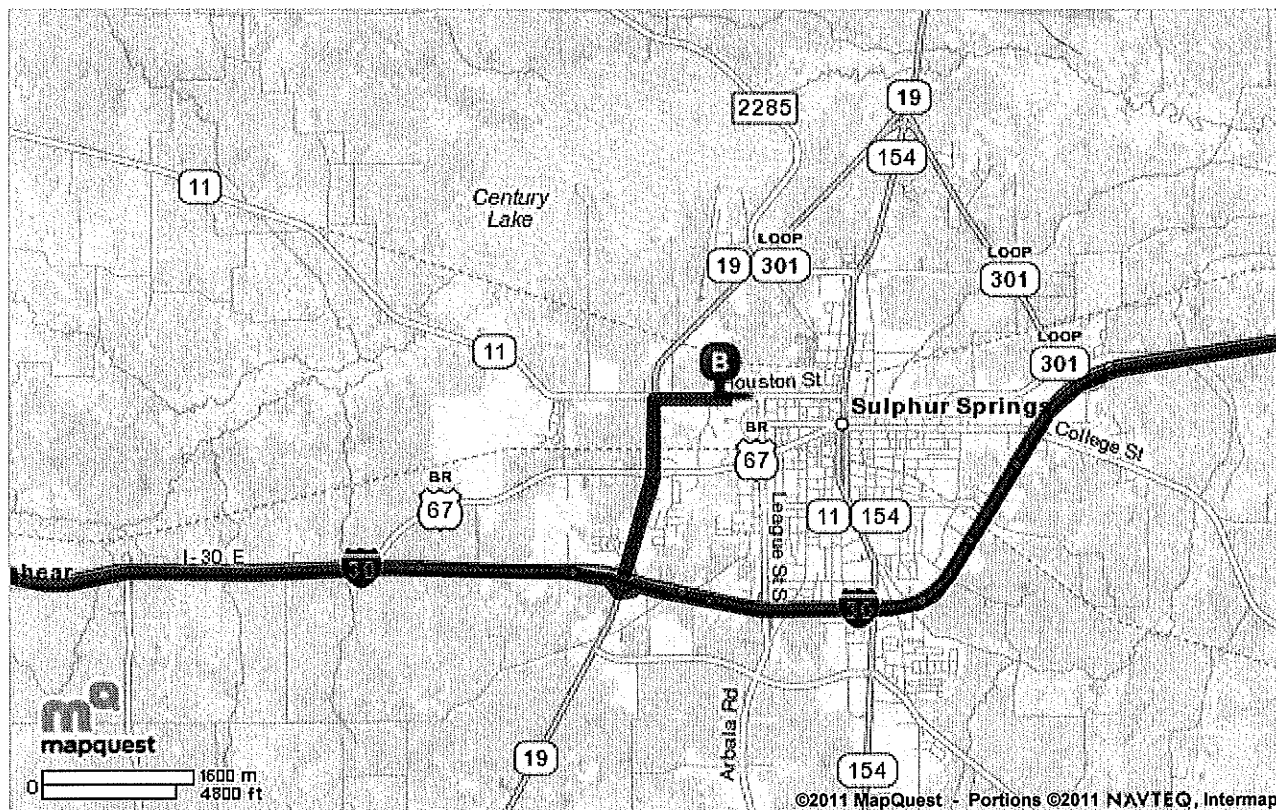 19
2285
154
11
Century
Lake
LOOP
19
301
LOOP
301
LOOP
301
11
B
Houston St
Sulphur Springs
BR
67
College St
BR
67
League St S
11
154
I-30 E
30
30
Arbala Rd
mapquest
19
154
0
1600 m
4800 ft
©2011 MapQuest - Portions ©2011 NAVTEQ, Intermap